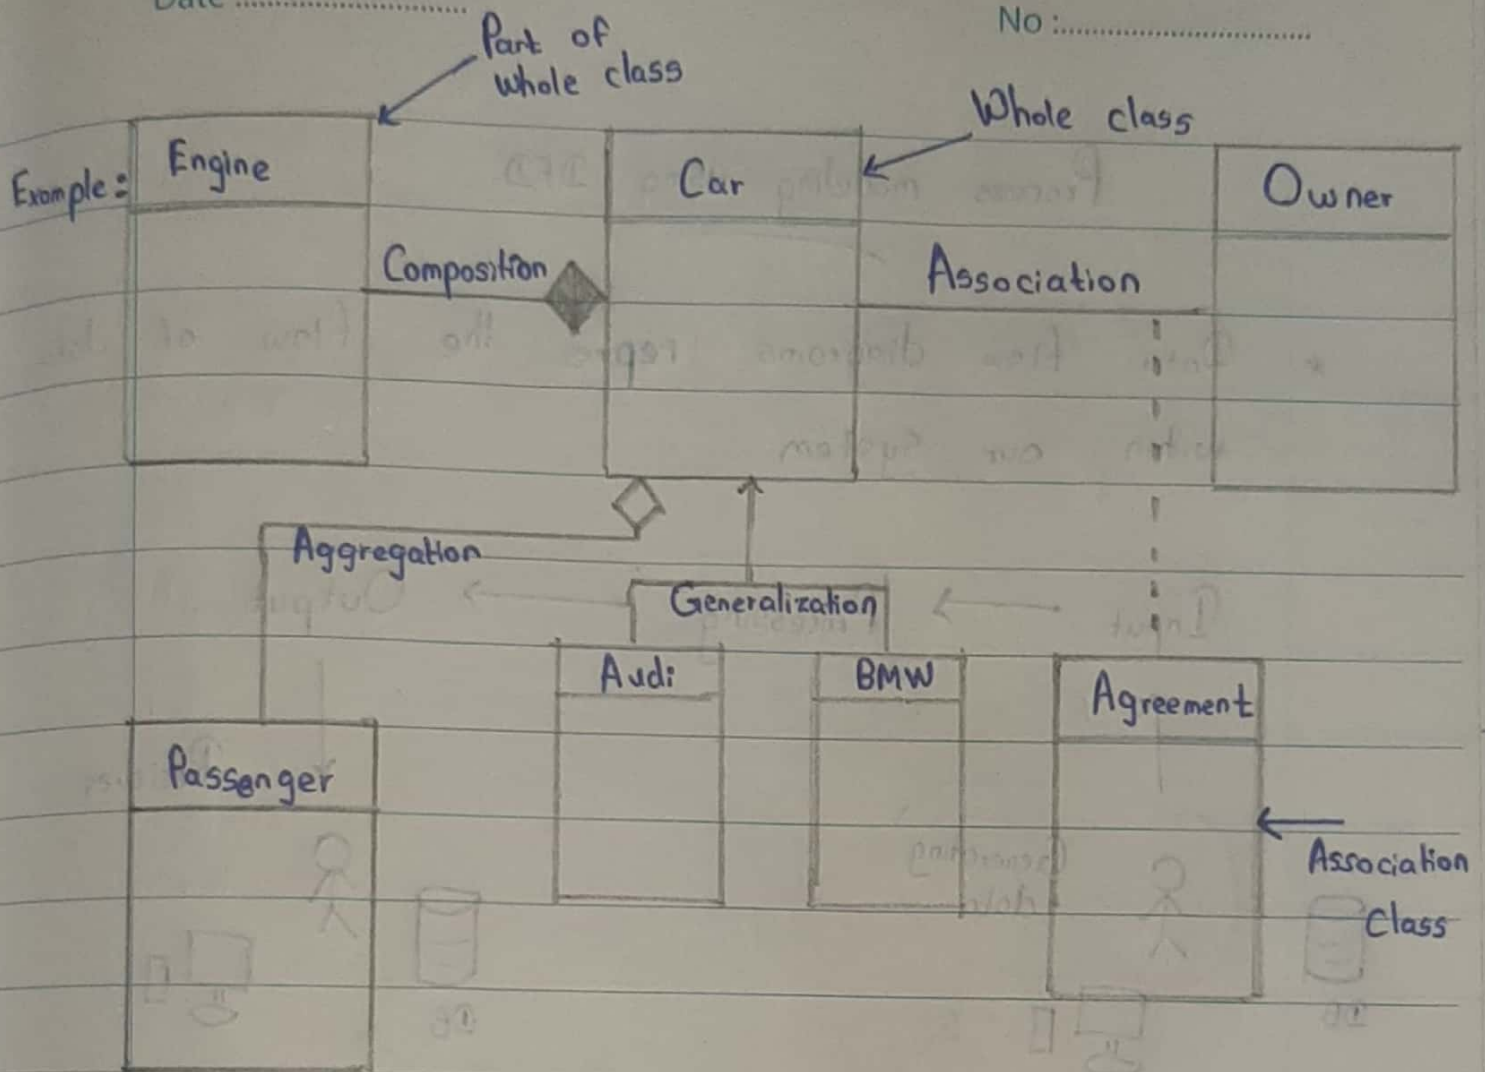 Date ............................
No :................................
Part of
whole class
Whole class
Example:
Engine
Car
Owner
Composition
Association
Aggregation
Generalization
Audi
BMW
Agreement
Passenger
Association
Class